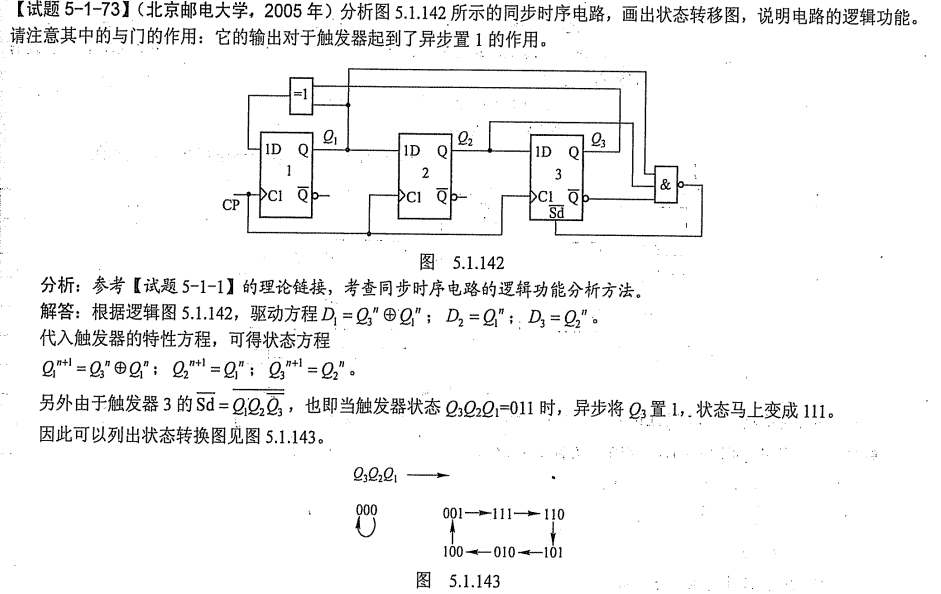 【试题 5-1-73】（北京邮电大学，2005 年）分析图 5.1.142 所示的同步时序电路，画出状态转移图，说明电路的逻辑功能。
请注意其中的与门的作用：它的输出对于触发器起到了异步置 1 的作用。
=1
Q₁
Q₂
Q₃
1D Q
1
C1 Q̅
1D Q
2
C1 Q̅
1D Q
3
C1 Q̅
S̅d̅
&
CP
图 5.1.142
分析：参考【试题 5-1-1】的理论链接，考查同步时序电路的逻辑功能分析方法。
解答：根据逻辑图 5.1.142，驱动方程 D₁ = Q₃ⁿ ⊕ Q₁ⁿ； D₂ = Q₁ⁿ； D₃ = Q₂ⁿ。
代入触发器的特性方程，可得状态方程
Q₁ⁿ⁺¹ = Q₃ⁿ ⊕ Q₁ⁿ； Q₂ⁿ⁺¹ = Q₁ⁿ； Q₃ⁿ⁺¹ = Q₂ⁿ。
另外由于触发器 3 的 \overline{Sd} = \overline{Q₁Q₂\overline{Q₃}}，也即当触发器状态 Q₃Q₂Q₁=011 时，异步将 Q₃ 置 1，状态马上变成 111。
因此可以列出状态转换图见图 5.1.143。
Q₃Q₂Q₁ →
000
001→111→110
100←010←101
图 5.1.143